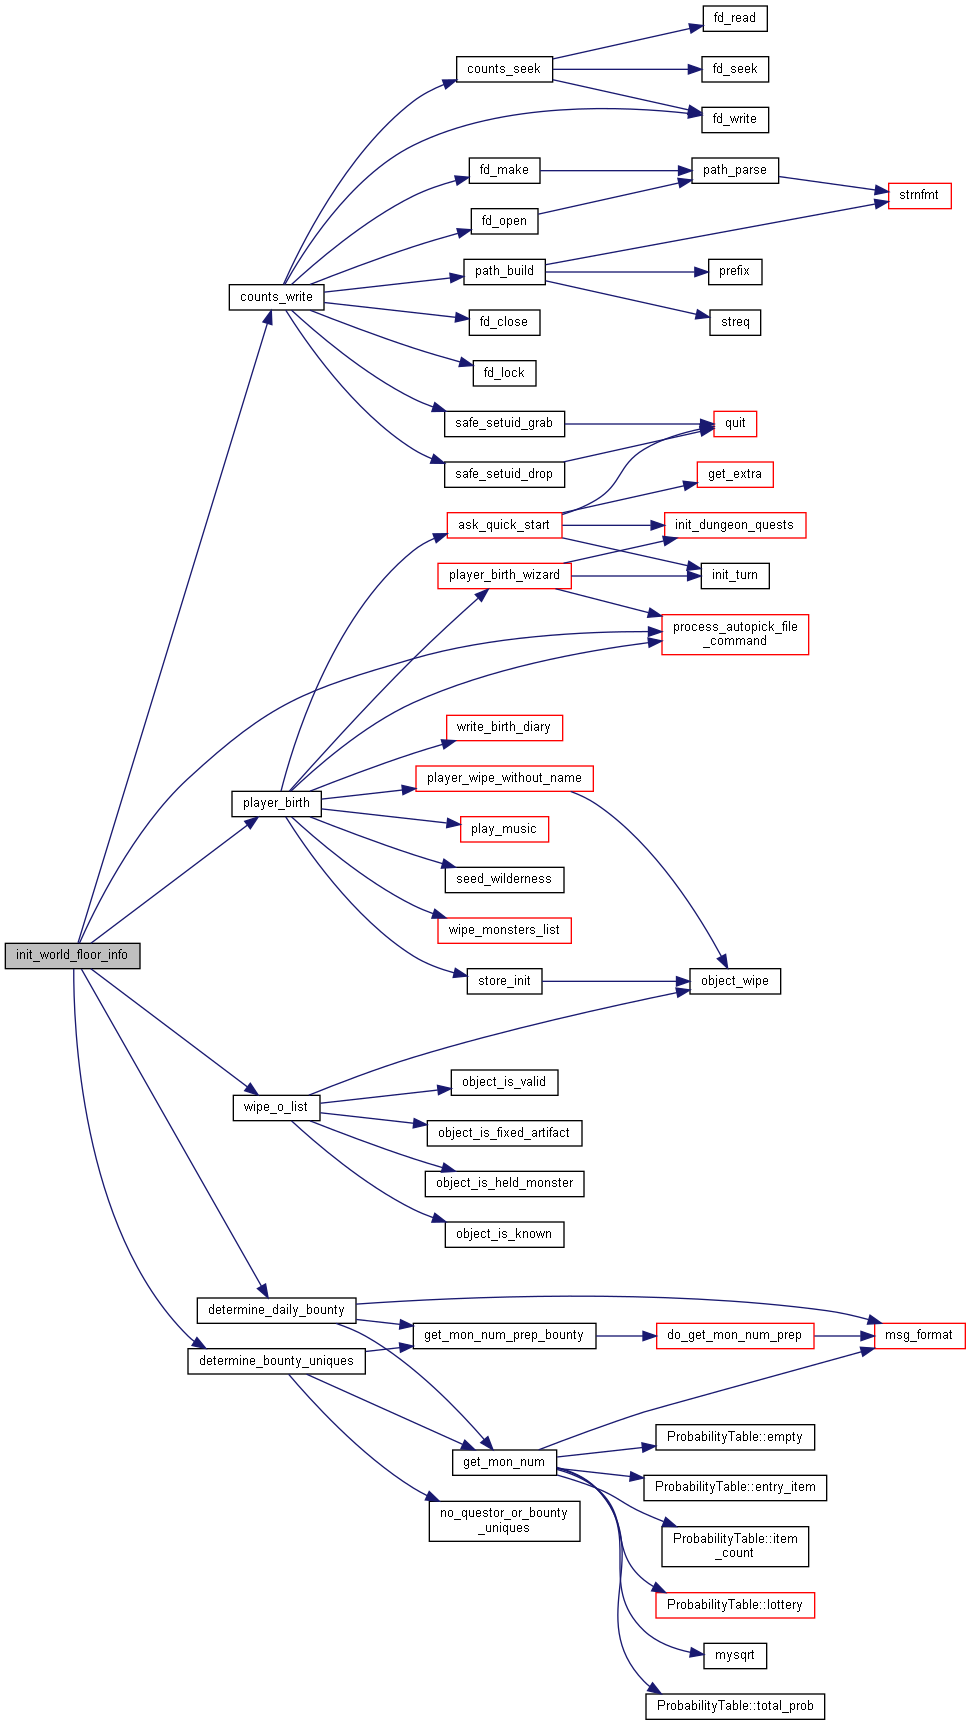 fd_read
counts_seek
fd_seek
fd_write
fd_make
path_parse
strnfmt
fd_open
path_build
prefix
counts_write
fd_close
streq
fd_lock
safe_setuid_grab
quit
safe_setuid_drop
get_extra
ask_quick_start
init_dungeon_quests
player_birth_wizard
init_turn
process_autopick_file
_command
write_birth_diary
player_wipe_without_name
player_birth
play_music
seed_wilderness
wipe_monsters_list
init_world_floor_info
store_init
object_wipe
object_is_valid
wipe_o_list
object_is_fixed_artifact
object_is_held_monster
object_is_known
determine_daily_bounty
get_mon_num_prep_bounty
do_get_mon_num_prep
msg_format
determine_bounty_uniques
ProbabilityTable::empty
get_mon_num
ProbabilityTable::entry_item
no_questor_or_bounty
_uniques
ProbabilityTable::item
_count
ProbabilityTable::lottery
mysqrt
ProbabilityTable::total_prob